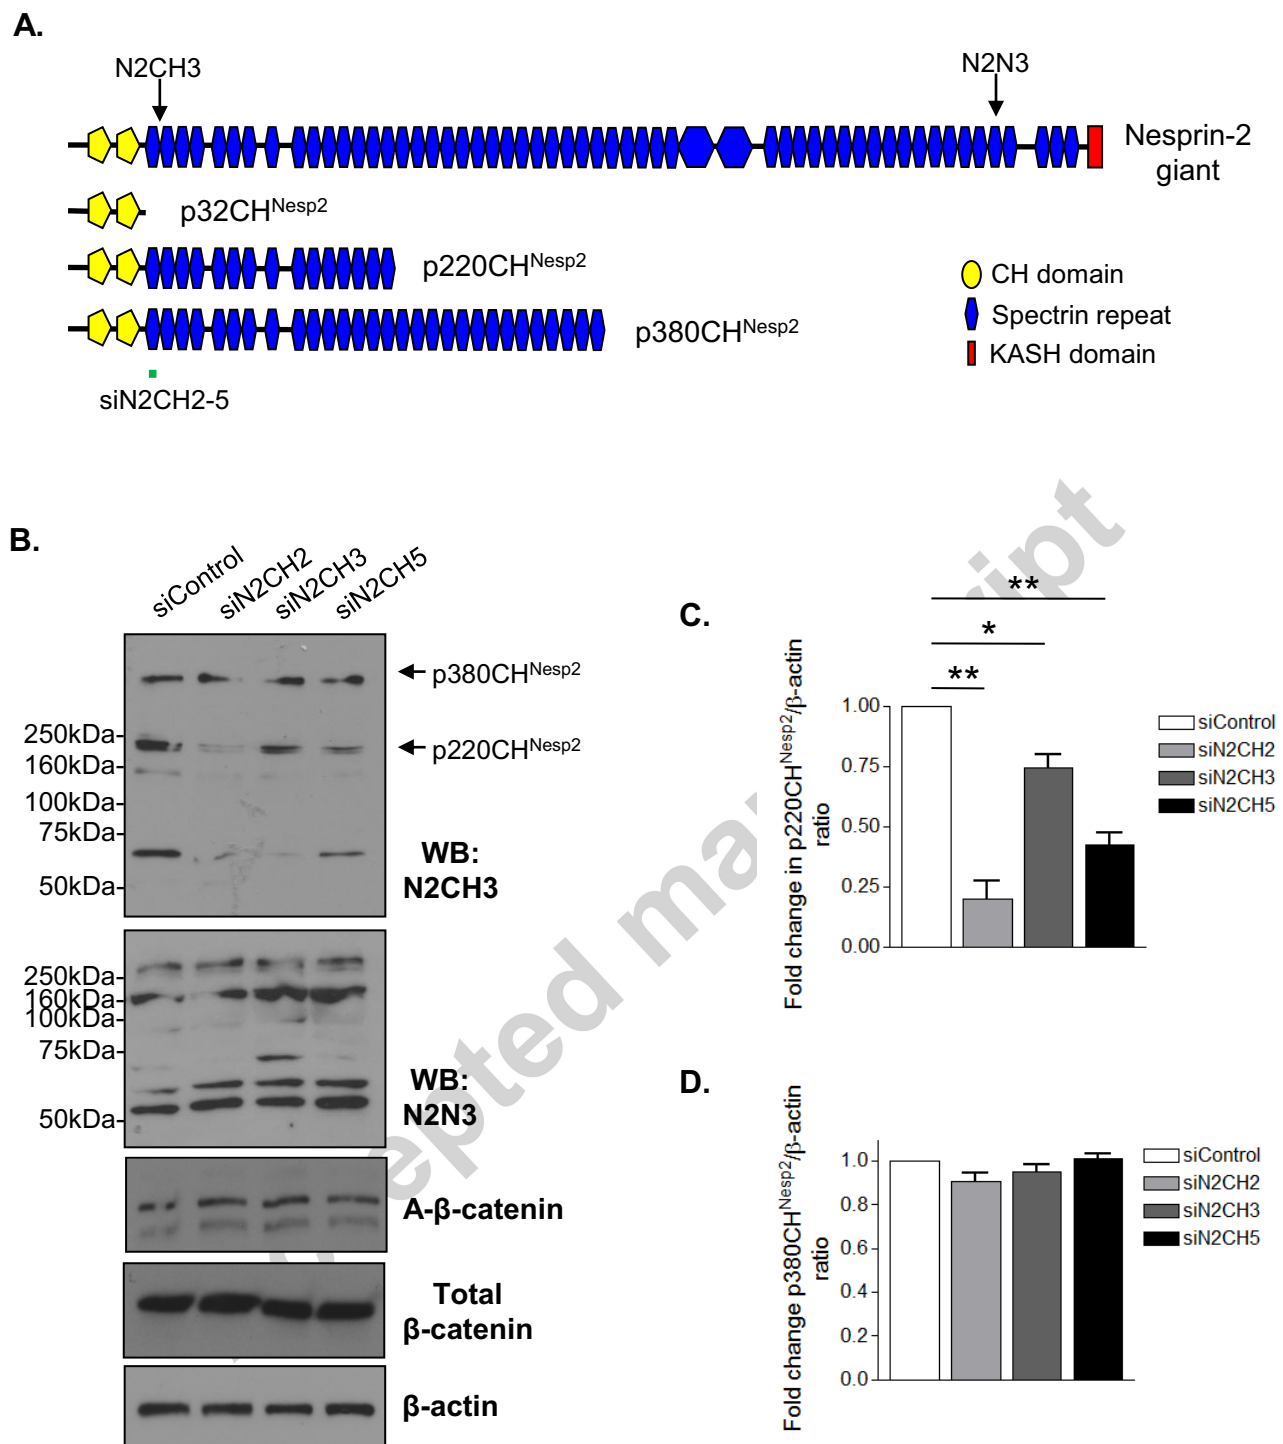 A.
N2CH3
N2N3
Nesprin-2
giant
p32CH^Nesp2
p220CH^Nesp2
p380CH^Nesp2
CH domain
Spectrin repeat
KASH domain
siN2CH2-5
B.
siControl
siN2CH2
siN2CH3
siN2CH5
p380CH^Nesp2
p220CH^Nesp2
250kDa-
160kDa-
100kDa-
75kDa-
50kDa-
WB:
N2CH3
250kDa-
160kDa-
100kDa-
75kDa-
50kDa-
WB:
N2N3
A-β-catenin
Total
β-catenin
β-actin
C.
**
*
**
Fold change in p220CH^Nesp2/β-actin
ratio
1.00
0.75
0.50
0.25
0.00
siControl
siN2CH2
siN2CH3
siN2CH5
D.
Fold change p380CH^Nesp2/β-actin
ratio
1.0
0.8
0.6
0.4
0.2
0.0
siControl
siN2CH2
siN2CH3
siN2CH5